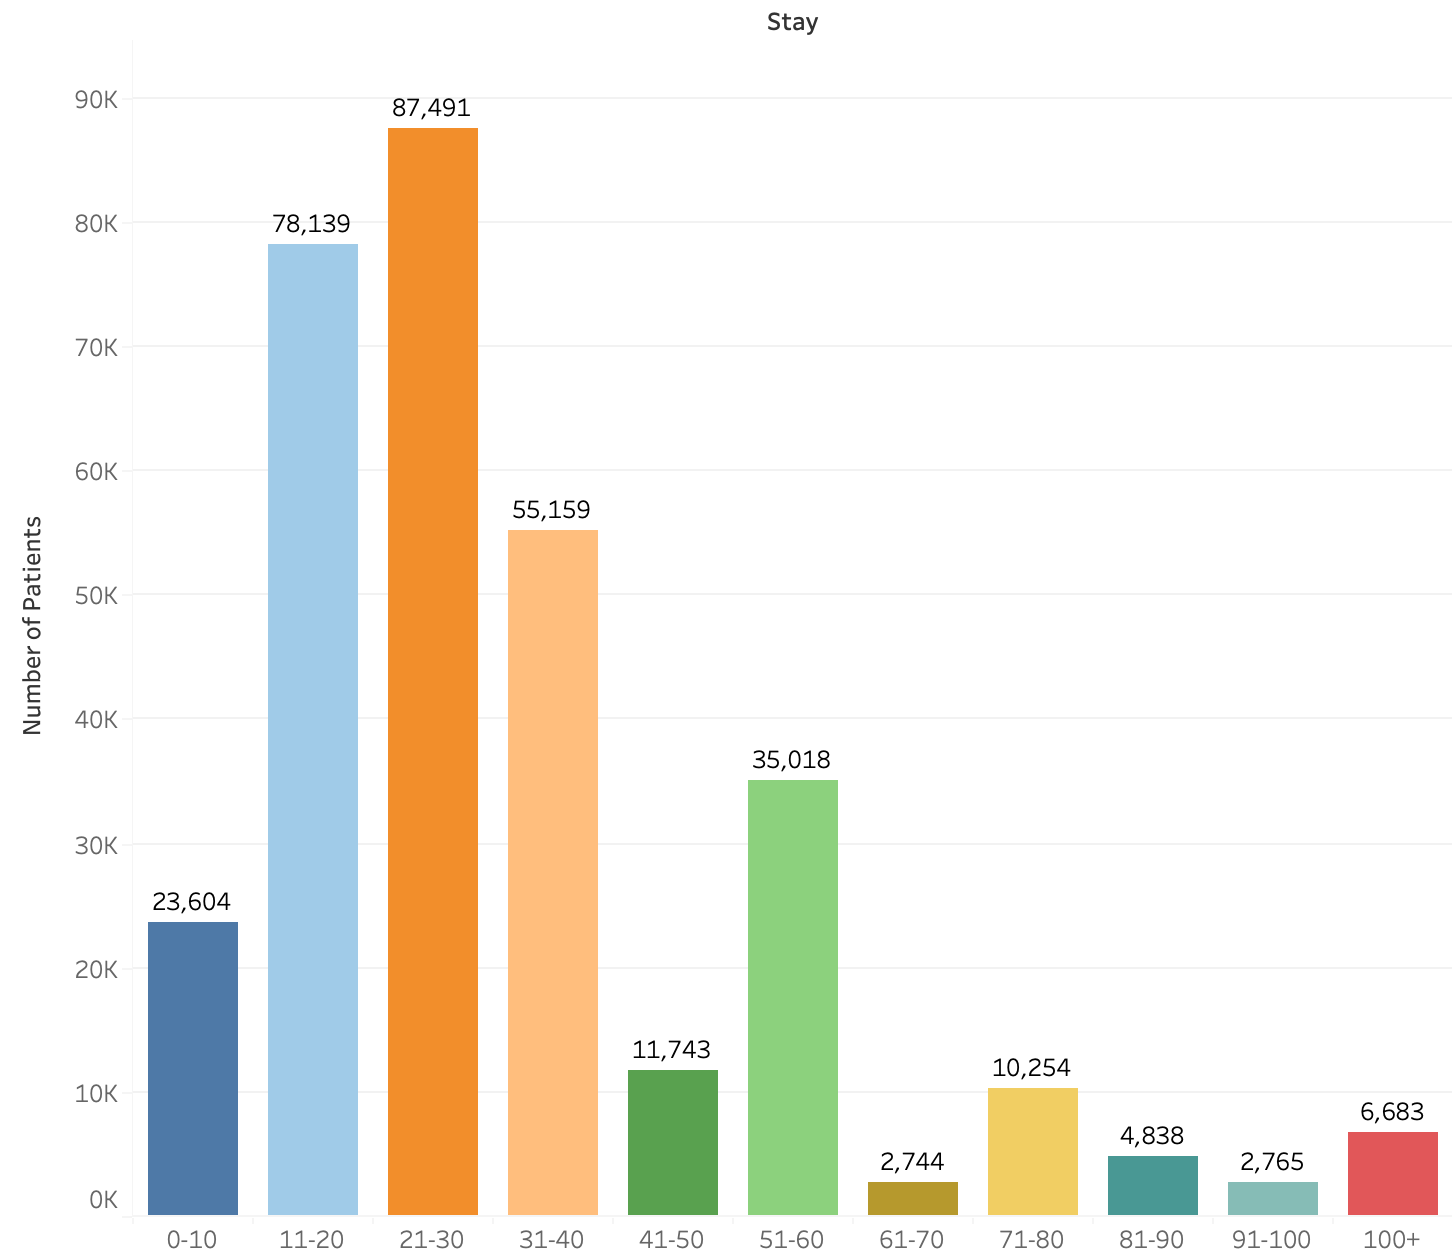 Stay
Number of Patients
90K
80K
70K
60K
50K
40K
30K
20K
10K
0K
23,604
78,139
87,491
55,159
11,743
35,018
2,744
10,254
4,838
2,765
6,683
0-10
11-20
21-30
31-40
41-50
51-60
61-70
71-80
81-90
91-100
100+